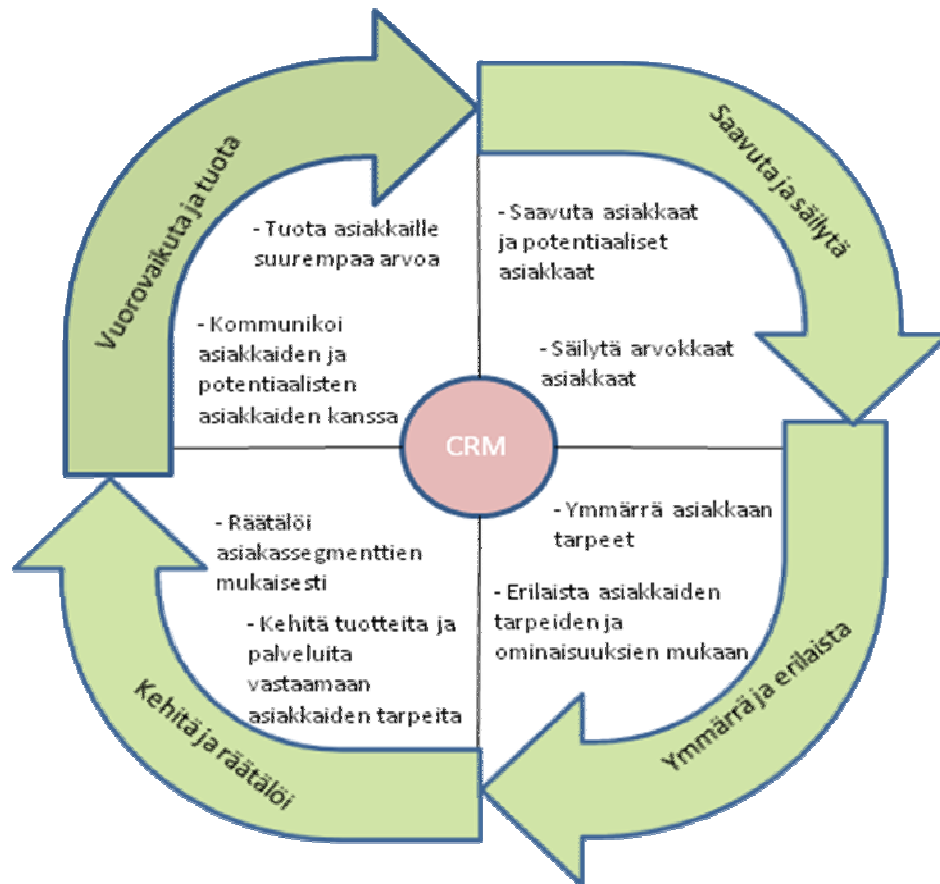 Vuorovaikuta ja tuota
- Tuota asiakkaille
suurempaa arvoa
- Kommunikoi
asiakkaiden ja
potentiaalisten
asiakkaiden kanssa
Saavuta ja säilytä
- Saavuta asiakkaat
ja potentiaaliset
asiakkaat
- Säilytä arvokkaat
asiakkaat
CRM
- Ymmärrä asiakkaan
tarpeet
- Erilaista asiakkaiden
tarpeiden ja
ominaisuuksien mukaan
Ymmärrä ja erilaista
- Räätälöi
asiakassegmenttien
mukaisesti
- Kehitä tuotteita ja
palveluita
vastaamaan
asiakkaiden tarpeita
Kehitä ja räätälöi